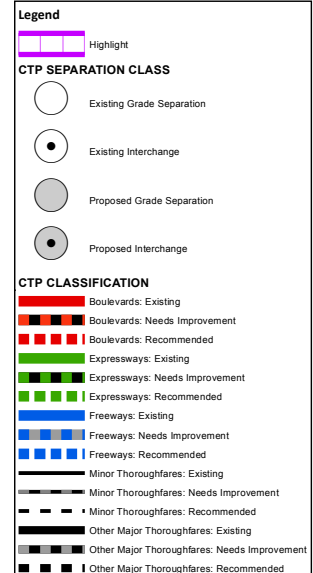 Legend
Highlight
CTP SEPARATION CLASS
Existing Grade Separation
Existing Interchange
Proposed Grade Separation
Proposed Interchange
CTP CLASSIFICATION
Boulevards: Existing
Boulevards: Needs Improvement
Boulevards: Recommended
Expressways: Existing
Expressways: Needs Improvement
Expressways: Recommended
Freeways: Existing
Freeways: Needs Improvement
Freeways: Recommended
Minor Thoroughfares: Existing
Minor Thoroughfares: Needs Improvement
Minor Thoroughfares: Recommended
Other Major Thoroughfares: Existing
Other Major Thoroughfares: Needs Improvement
Other Major Thoroughfares: Recommended